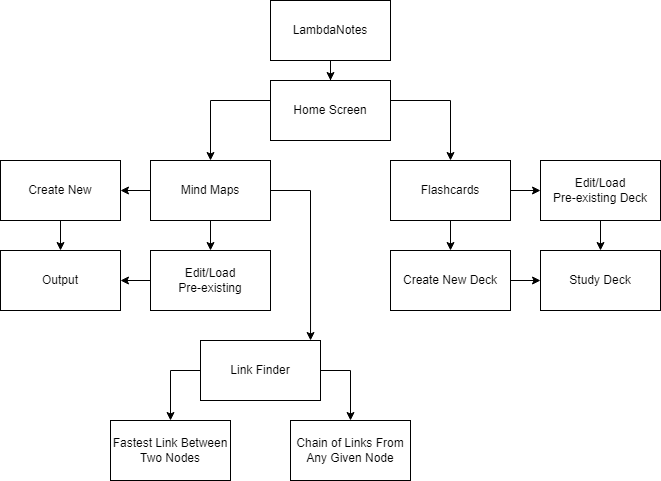 LambdaNotes
Home Screen
Create New
Mind Maps
Flashcards
Edit/Load
Pre-existing Deck
Output
Edit/Load
Pre-existing
Create New Deck
Study Deck
Link Finder
Fastest Link Between
Two Nodes
Chain of Links From
Any Given Node